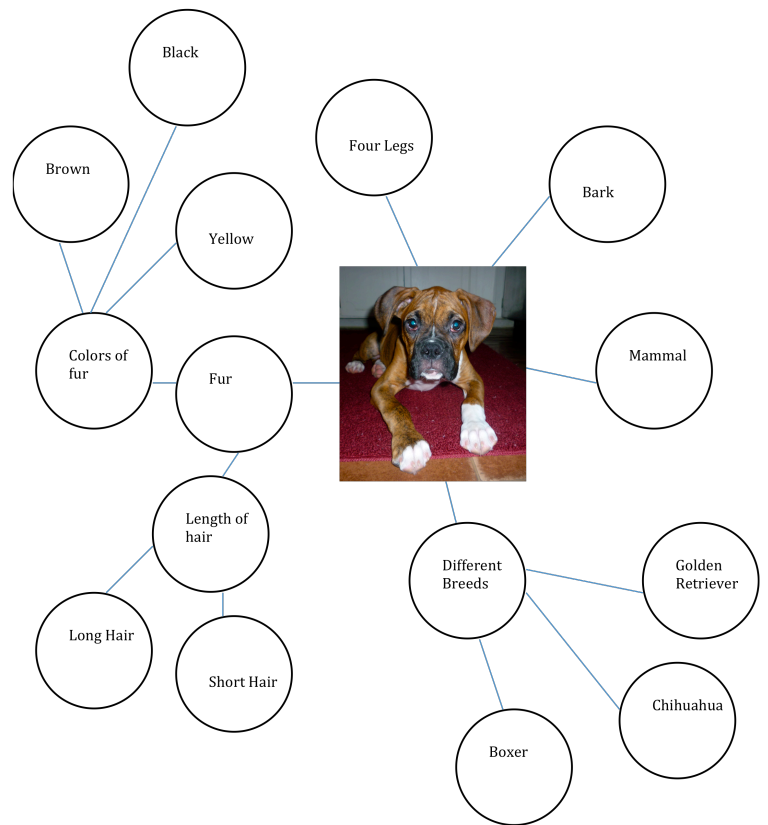 Black
Four Legs
Brown
Bark
Yellow
Colors of
fur
Fur
Mammal
Length of
hair
Different
Breeds
Golden
Retriever
Long Hair
Short Hair
Chihuahua
Boxer